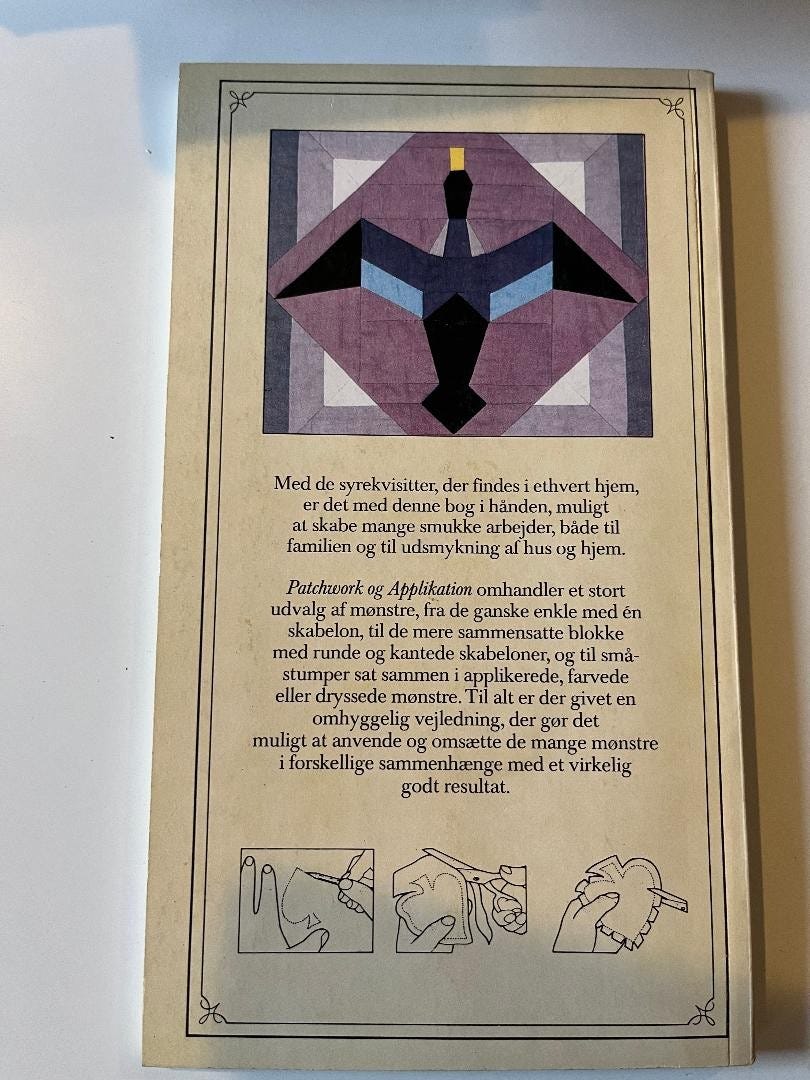 Med de syrekvisitter, der findes i ethvert hjem,
er det med denne bog i hånden, muligt
at skabe mange smukke arbejder, både til
familien og til udsmykning af hus og hjem.
Patchwork og Applikation omhandler et stort
udvalg af mønstre, fra de ganske enkle med én
skabelon, til de mere sammensatte blokke
med runde og kantede skabeloner, og til små-
stumper sat sammen i applikerede, farvede
eller dryssede mønstre. Til alt er der givet en
omhyggelig vejledning, der gør det
muligt at anvende og omsætte de mange mønstre
i forskellige sammenhænge med et virkelig
godt resultat.